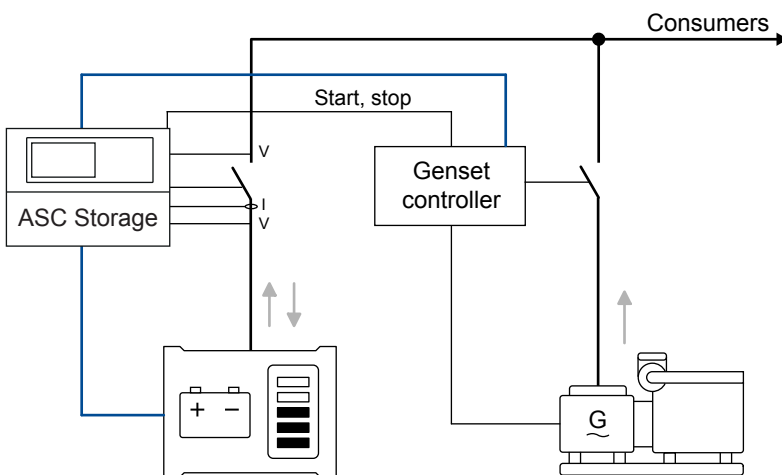 Consumers
Start, stop
V
Genset
controller
ASC Storage
I
V
+ −
G
~